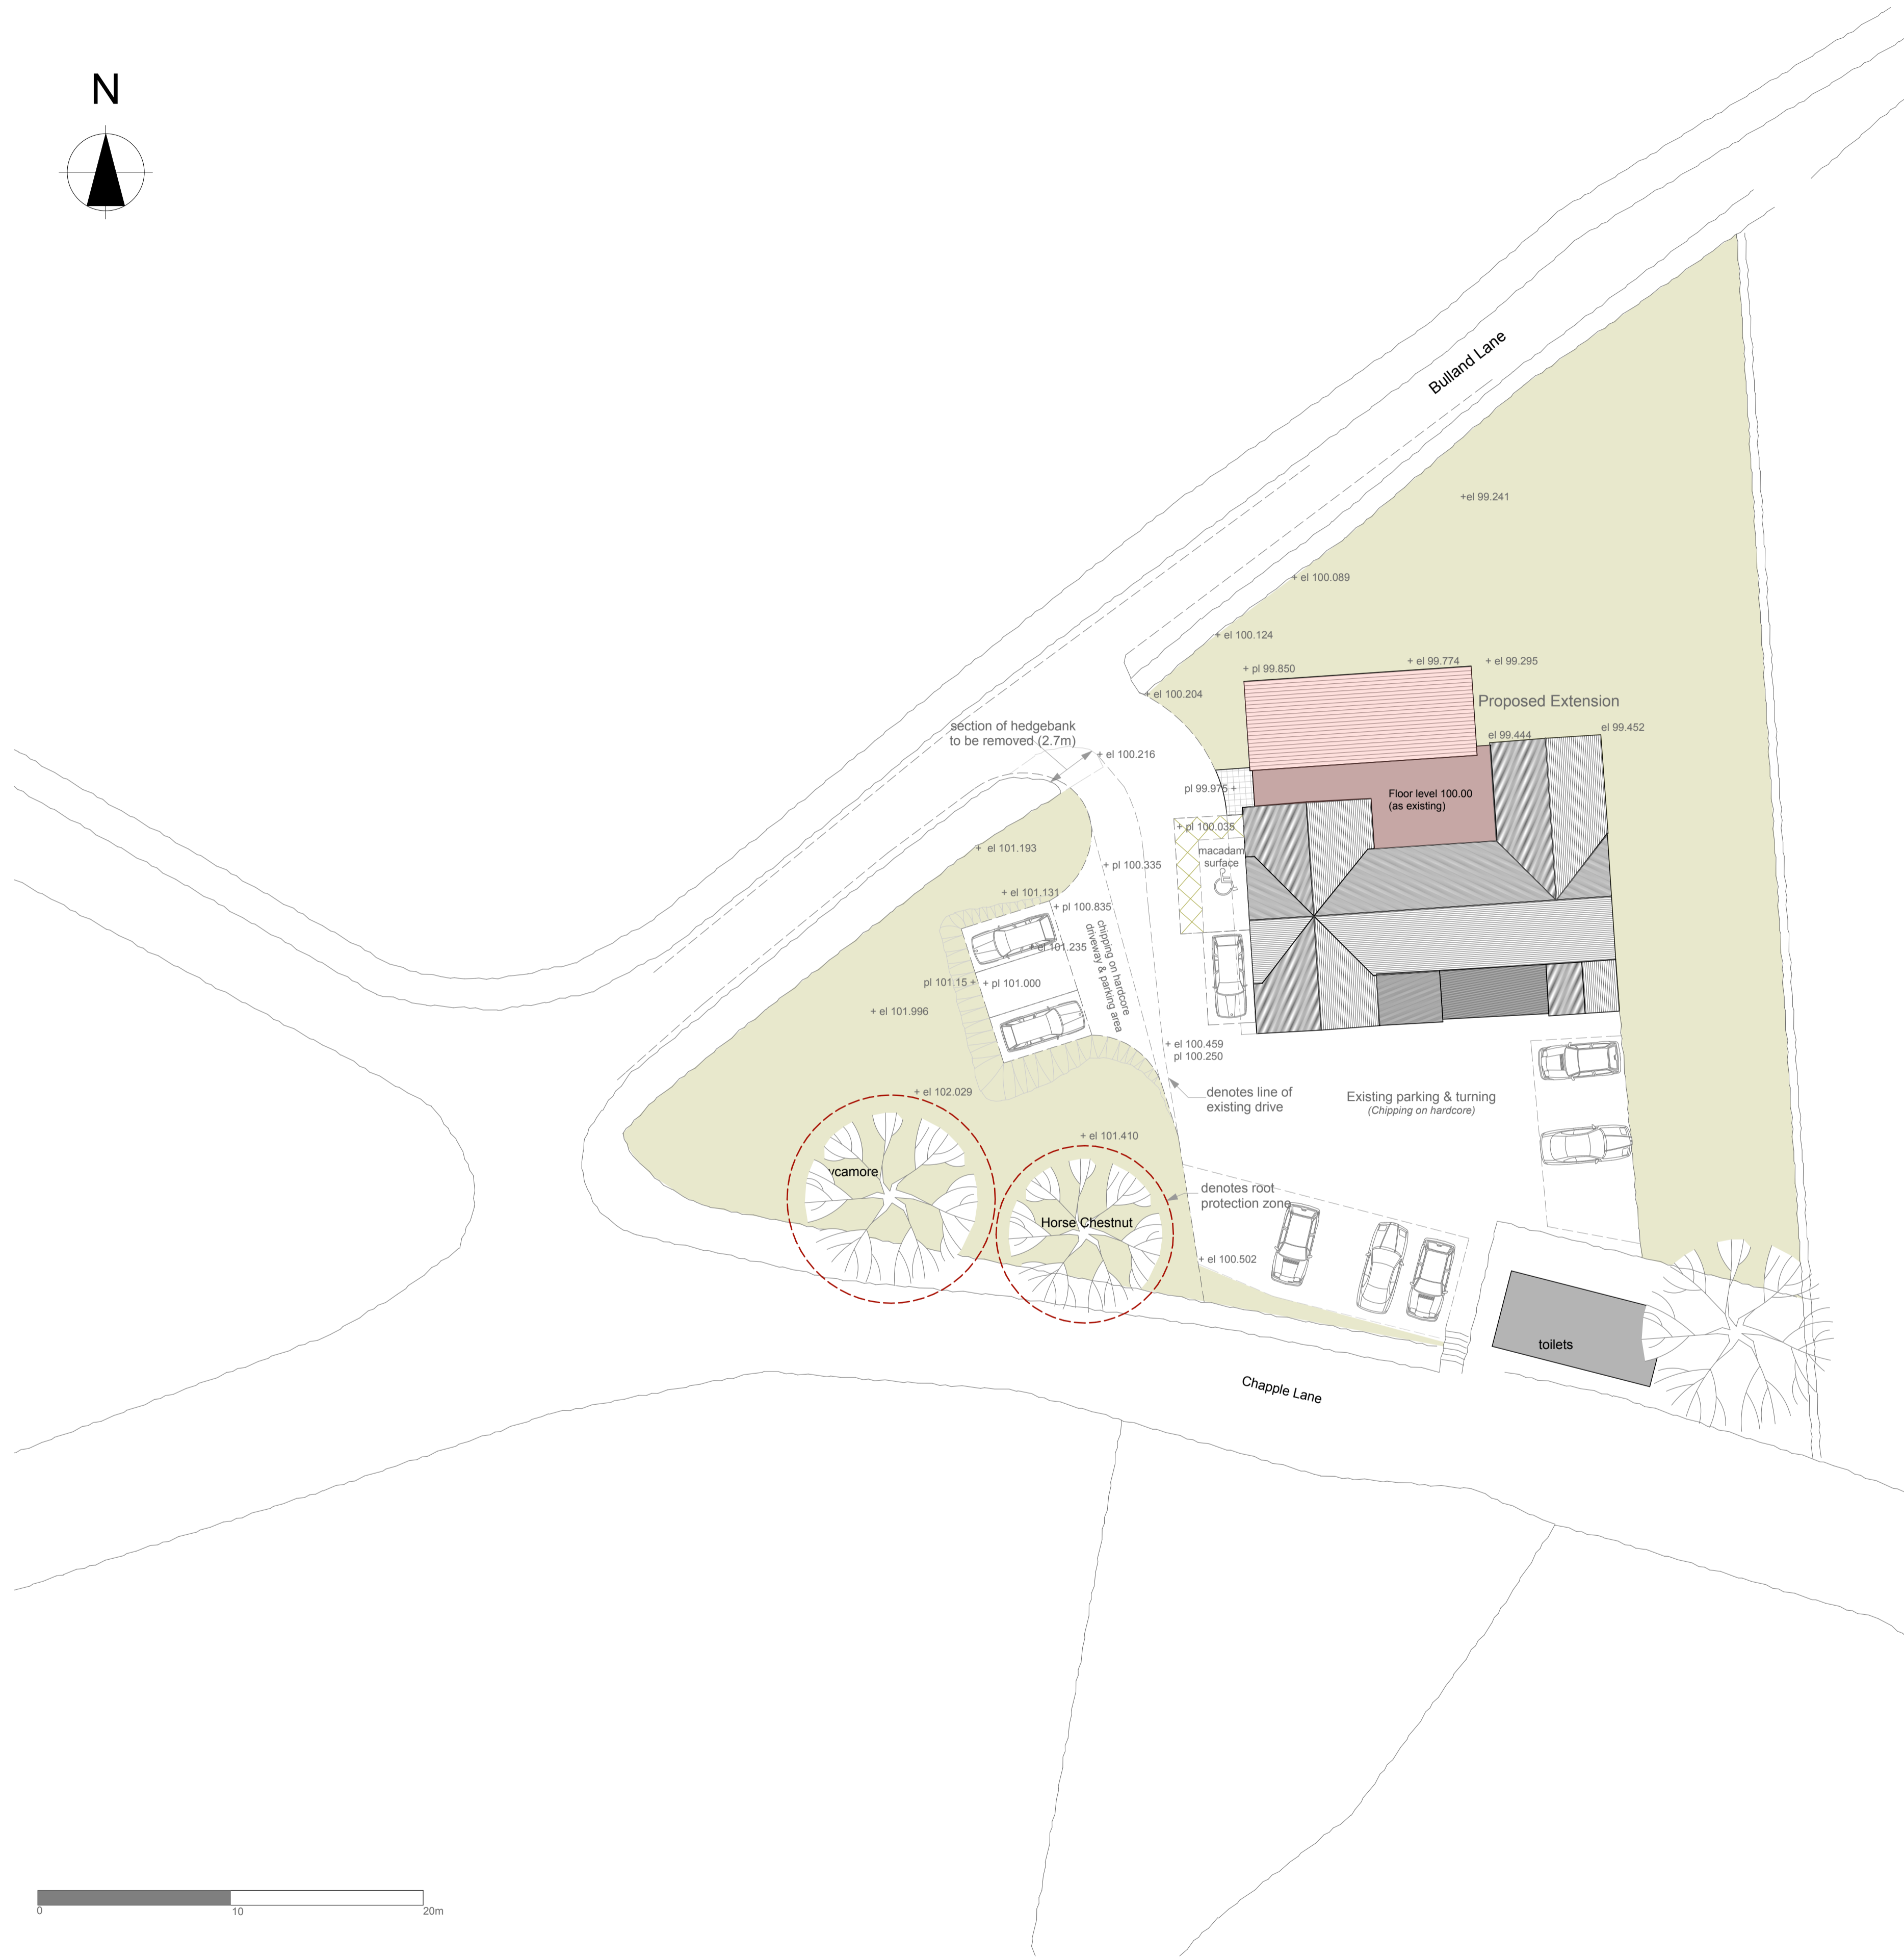 N
Bulland Lane
+el 99.241
+ el 100.089
+ el 100.124
+ pl 99.850
+ el 99.774
+ el 99.295
+ el 100.204
Proposed Extension
section of hedgebank
to be removed (2.7m)
el 99.452
el 99.444
+ el 100.216
pl 99.975 +
Floor level 100.00
(as existing)
+ pl 100.035
macadam
surface
+ el 101.193
+ pl 100.335
+ el 101.131
+ pl 100.835
chipping on hardcore
driveway & parking area
+ el 101.235
pl 101.15 +
+ pl 101.000
+ el 101.996
+ el 100.459
pl 100.250
+ el 102.029
denotes line of
existing drive
Existing parking & turning
(Chipping on hardcore)
+ el 101.410
ycamore
denotes root
protection zone
Horse Chestnut
+ el 100.502
toilets
Chapple Lane
0
10
20m